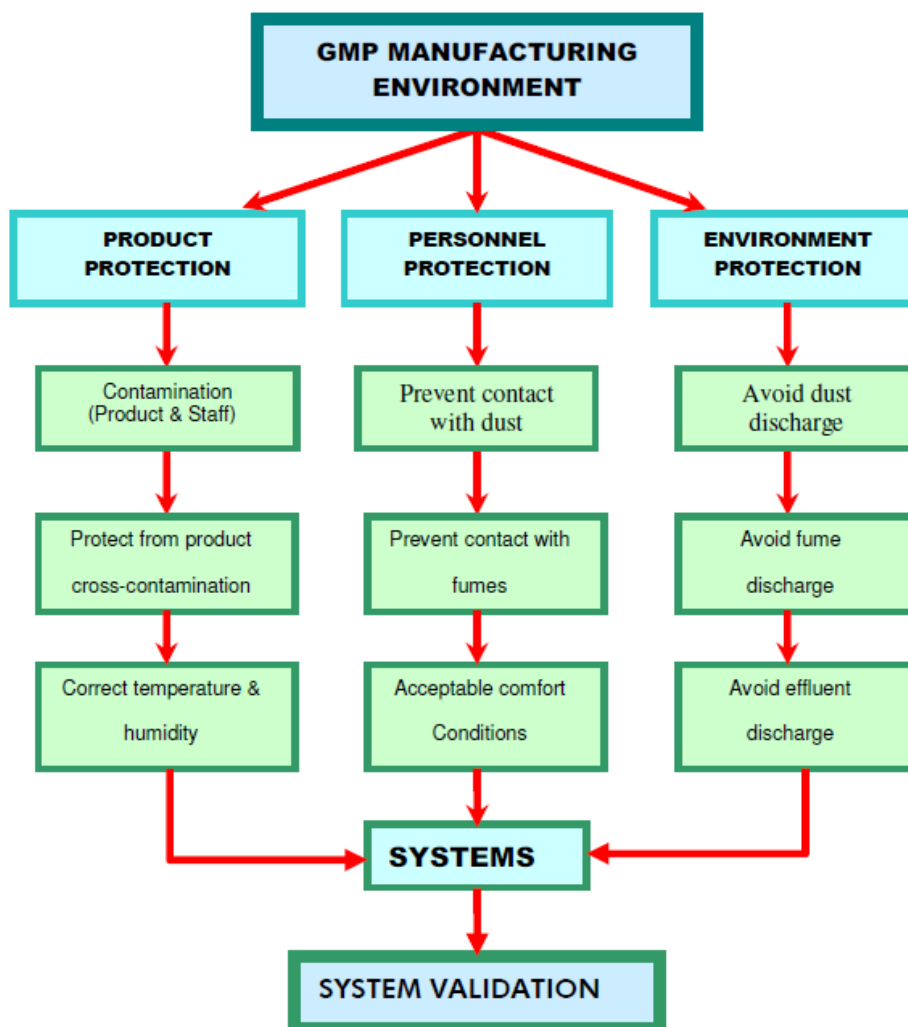 GMP MANUFACTURING
ENVIRONMENT
PRODUCT
PROTECTION
PERSONNEL
PROTECTION
ENVIRONMENT
PROTECTION
Contamination
(Product & Staff)
Prevent contact
with dust
Avoid dust
discharge
Protect from product
cross-contamination
Prevent contact with
fumes
Avoid fume
discharge
Correct temperature &
humidity
Acceptable comfort
Conditions
Avoid effluent
discharge
SYSTEMS
SYSTEM VALIDATION